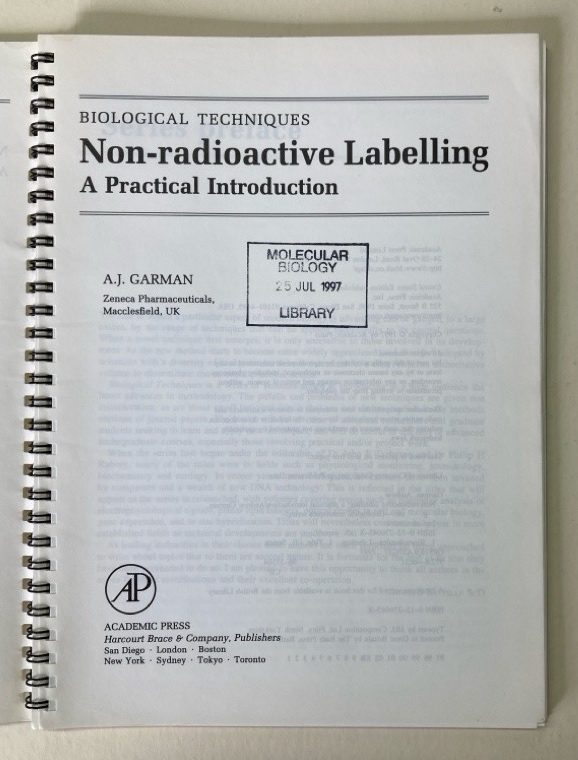 BIOLOGICAL TECHNIQUES
Non-radioactive Labelling
A Practical Introduction
MOLECULAR
BIOLOGY
25 JUL 1997
LIBRARY
A.J. GARMAN
Zeneca Pharmaceuticals,
Macclesfield, UK
AP
ACADEMIC PRESS
Harcourt Brace & Company, Publishers
San Diego · London · Boston
New York · Sydney · Tokyo · Toronto